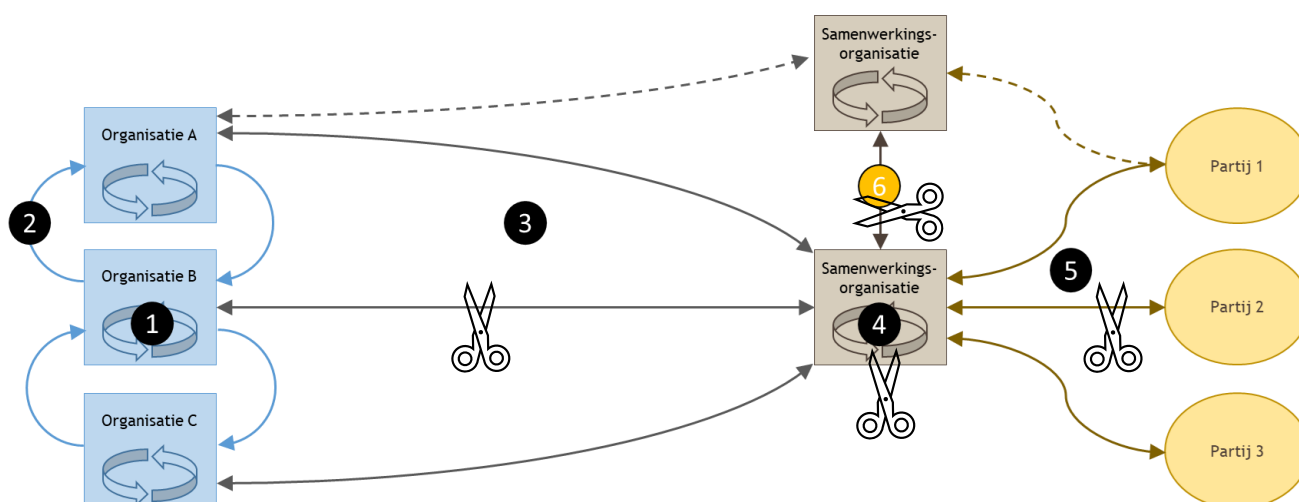 Samenwerkings-
organisatie
Organisatie A
Partij 1
6
2
3
Organisatie B
Samenwerkings-
organisatie
5
1
4
Partij 2
Organisatie C
Partij 3